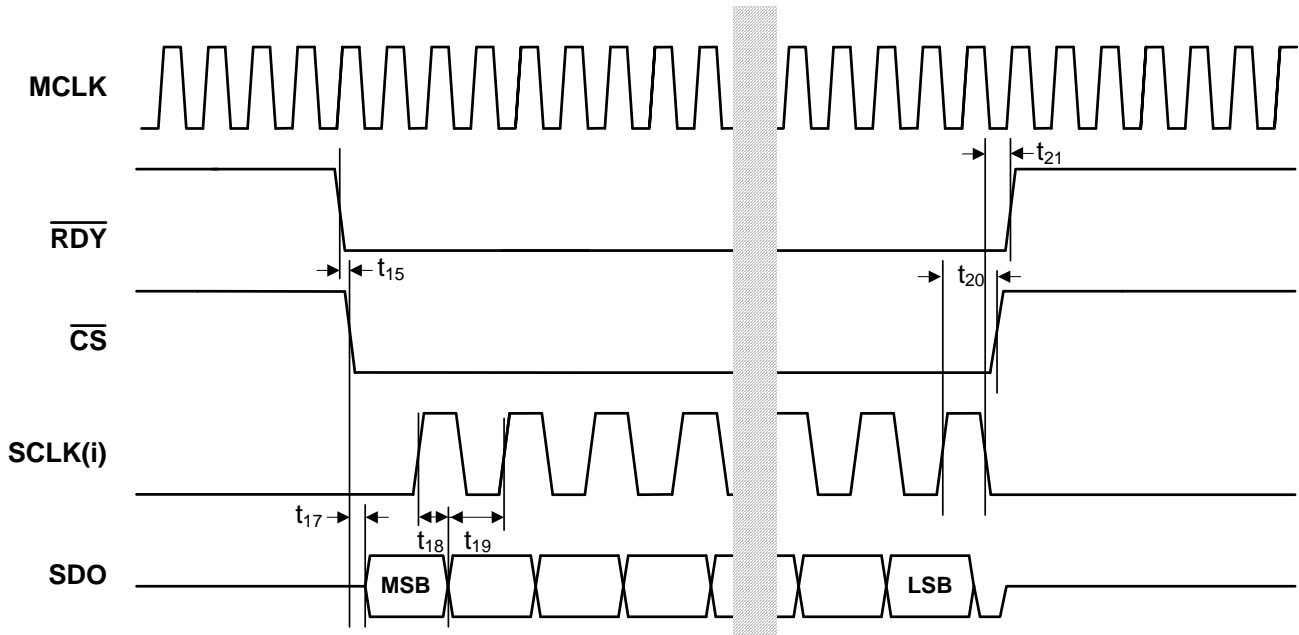 MCLK
t21
RDY
t15
t20
CS
SCLK(i)
t17
t18
t19
SDO
MSB
LSB